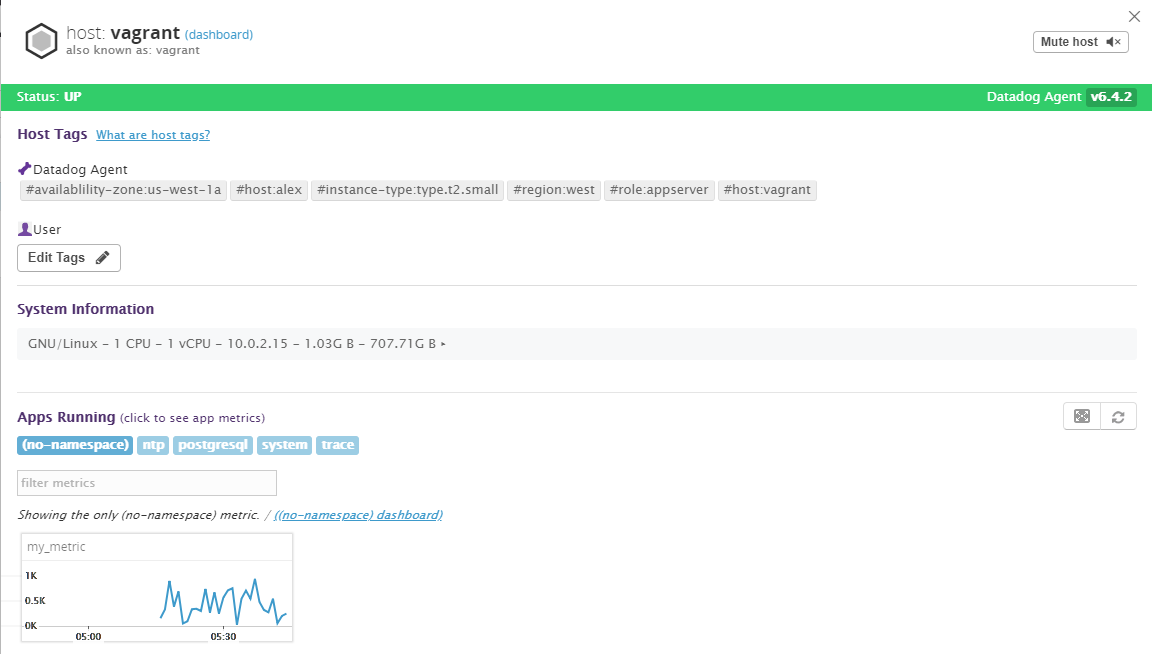 host: vagrant (dashboard)
also known as: vagrant
Mute host
Status: UP
Datadog Agent v6.4.2
Host Tags What are host tags?
Datadog Agent
#availablility-zone:us-west-1a #host:alex #instance-type:type.t2.small #region:west #role:appserver #host:vagrant
User
Edit Tags
System Information
GNU/Linux - 1 CPU - 1 vCPU - 10.0.2.15 - 1.03G B - 707.71G B ▸
Apps Running (click to see app metrics)
(no-namespace) ntp postgresql system trace
filter metrics
Showing the only (no-namespace) metric. / ((no-namespace) dashboard)
my_metric
1K
0.5K
0K
05:00 05:30